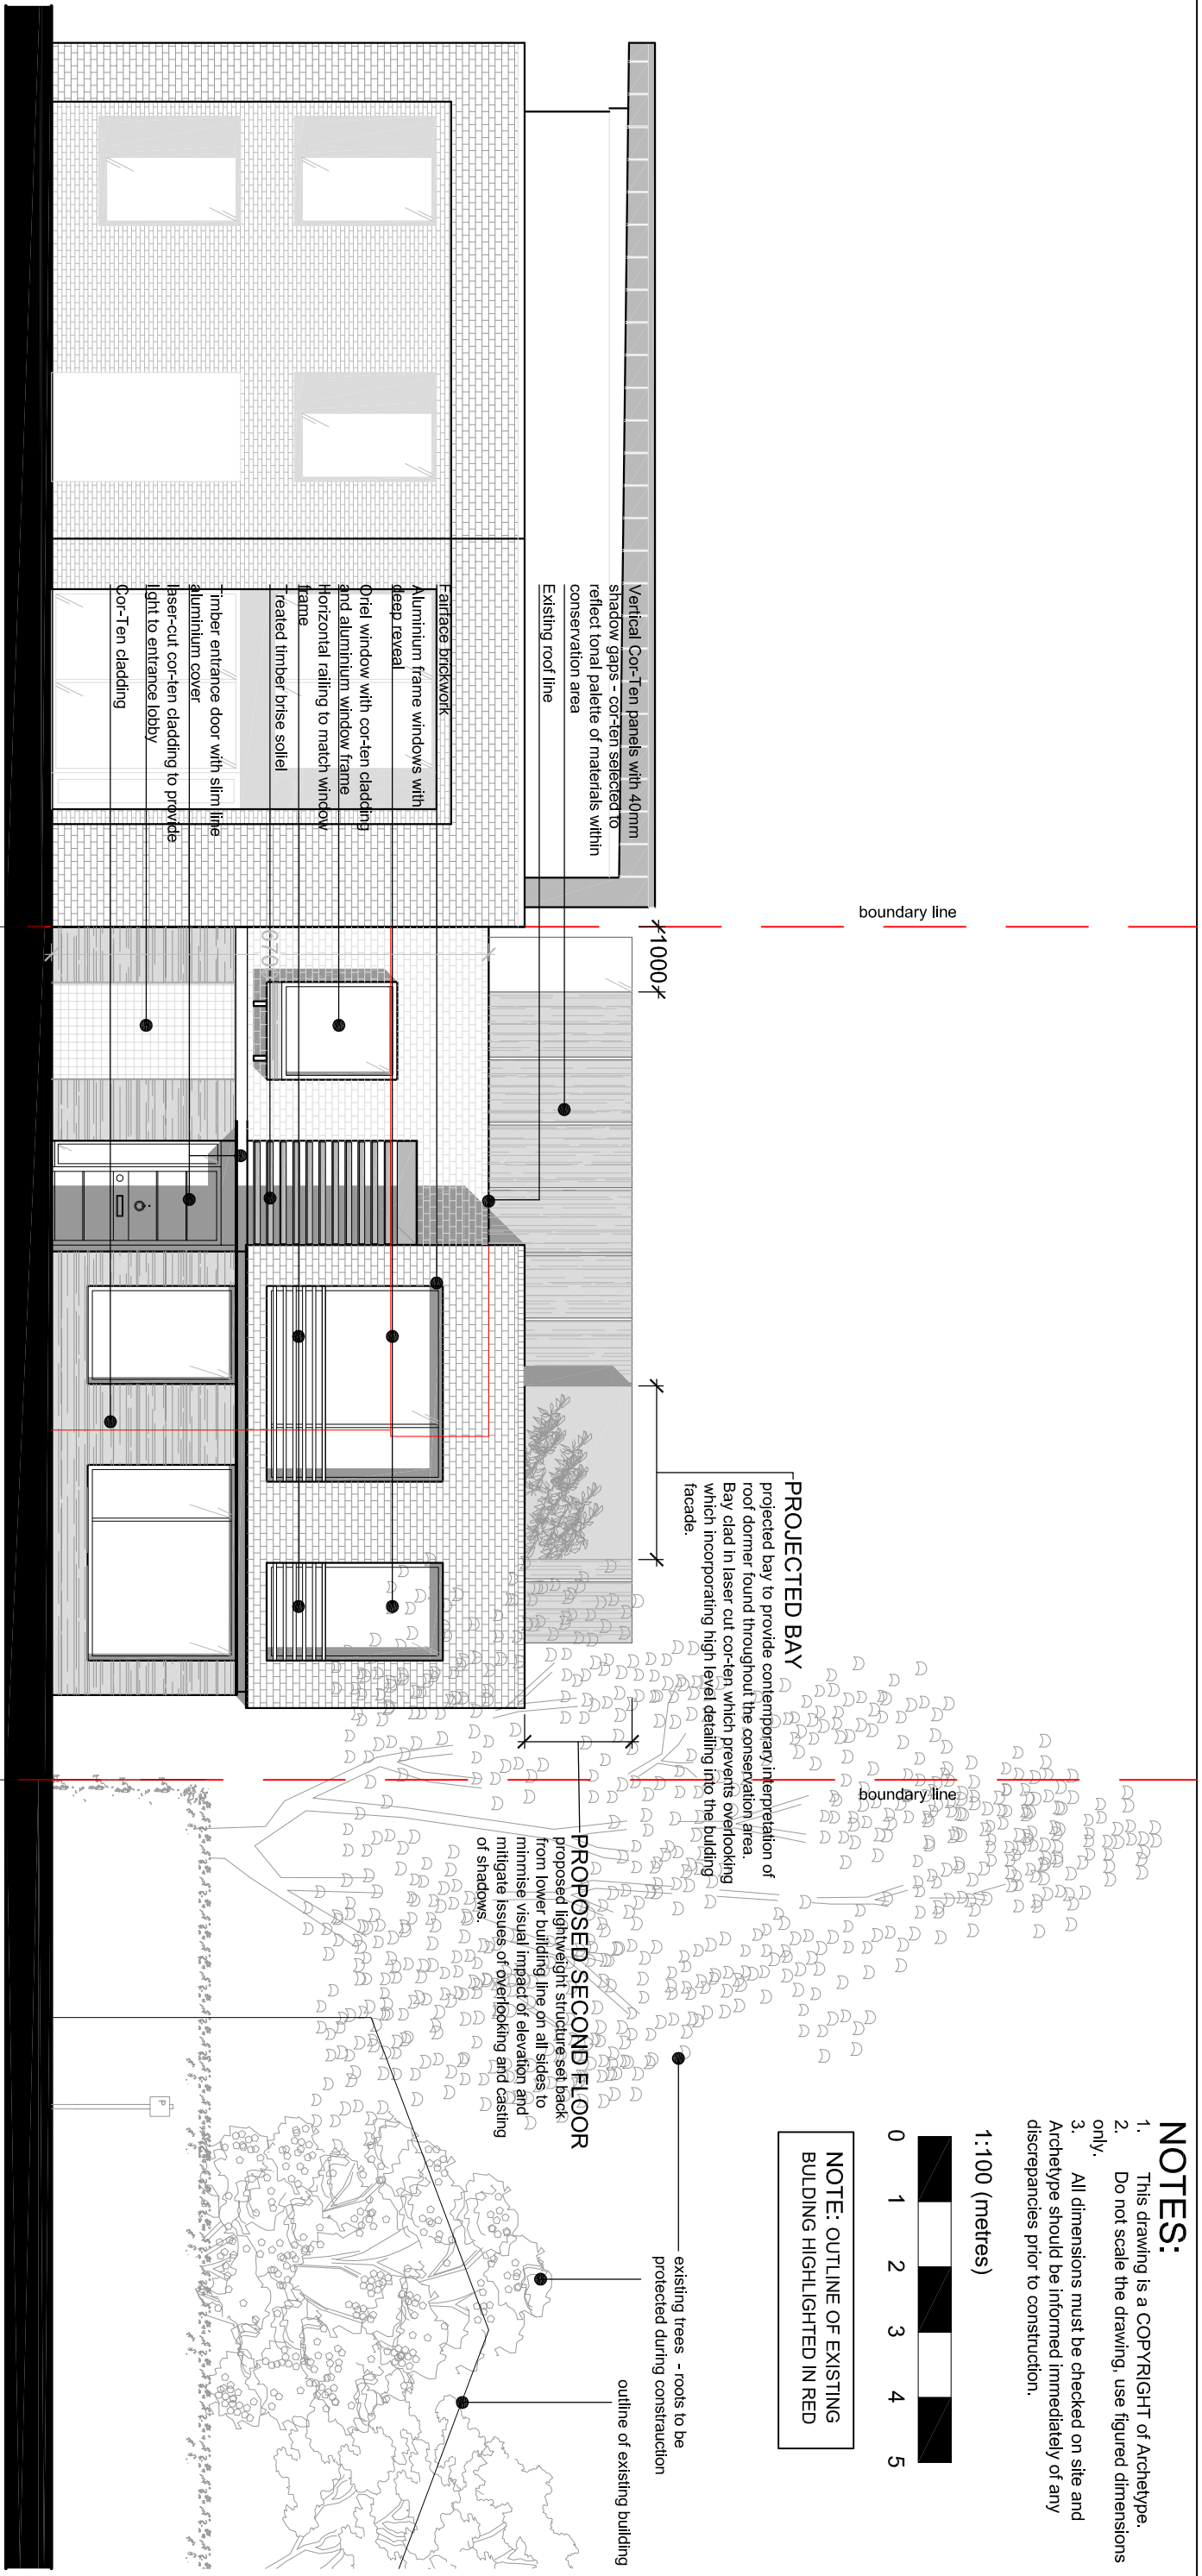 NOTES:
1. This drawing is a COPYRIGHT of Archetype.
2. Do not scale the drawing, use figured dimensions
only.
3. All dimensions must be checked on site and
Archetype should be informed immediately of any
discrepancies prior to construction.
1:100 (metres)
0 1 2 3 4 5
NOTE: OUTLINE OF EXISTING
BULDING HIGHLIGHTED IN RED
boundary line
boundary line
1000
PROJECTED BAY
projected bay to provide contemporary interpretation of
roof dormer found throughout the conservation area.
Bay clad in laser cut cor-ten which prevents overlooking
which incorporating high level detailing into the bulding
facade.
PROPOSED SECOND FLOOR
proposed lightweight structure set back
from lower building line on all sides to
minmise visual impact of elevation and
mitigate issues of overlooking and casting
of shadows.
existing trees - roots to be
protected during constrauction
outline of existing building
Vertical Cor-Ten panels with 40mm
shadow gaps - cor-ten selected to
reflect tonal palette of materials within
conservation area
Existing roof line
Fairface brickwork
Aluminium frame windows with
deep reveal
Oriel window with cor-ten cladding
and aluminium window frame
Horizontal railing to match window
frame
Treated timber brise soliel
Timber entrance door with slim line
aluminium cover
laser-cut cor-ten cladding to provide
light to entrance lobby
Cor-Ten cladding
P